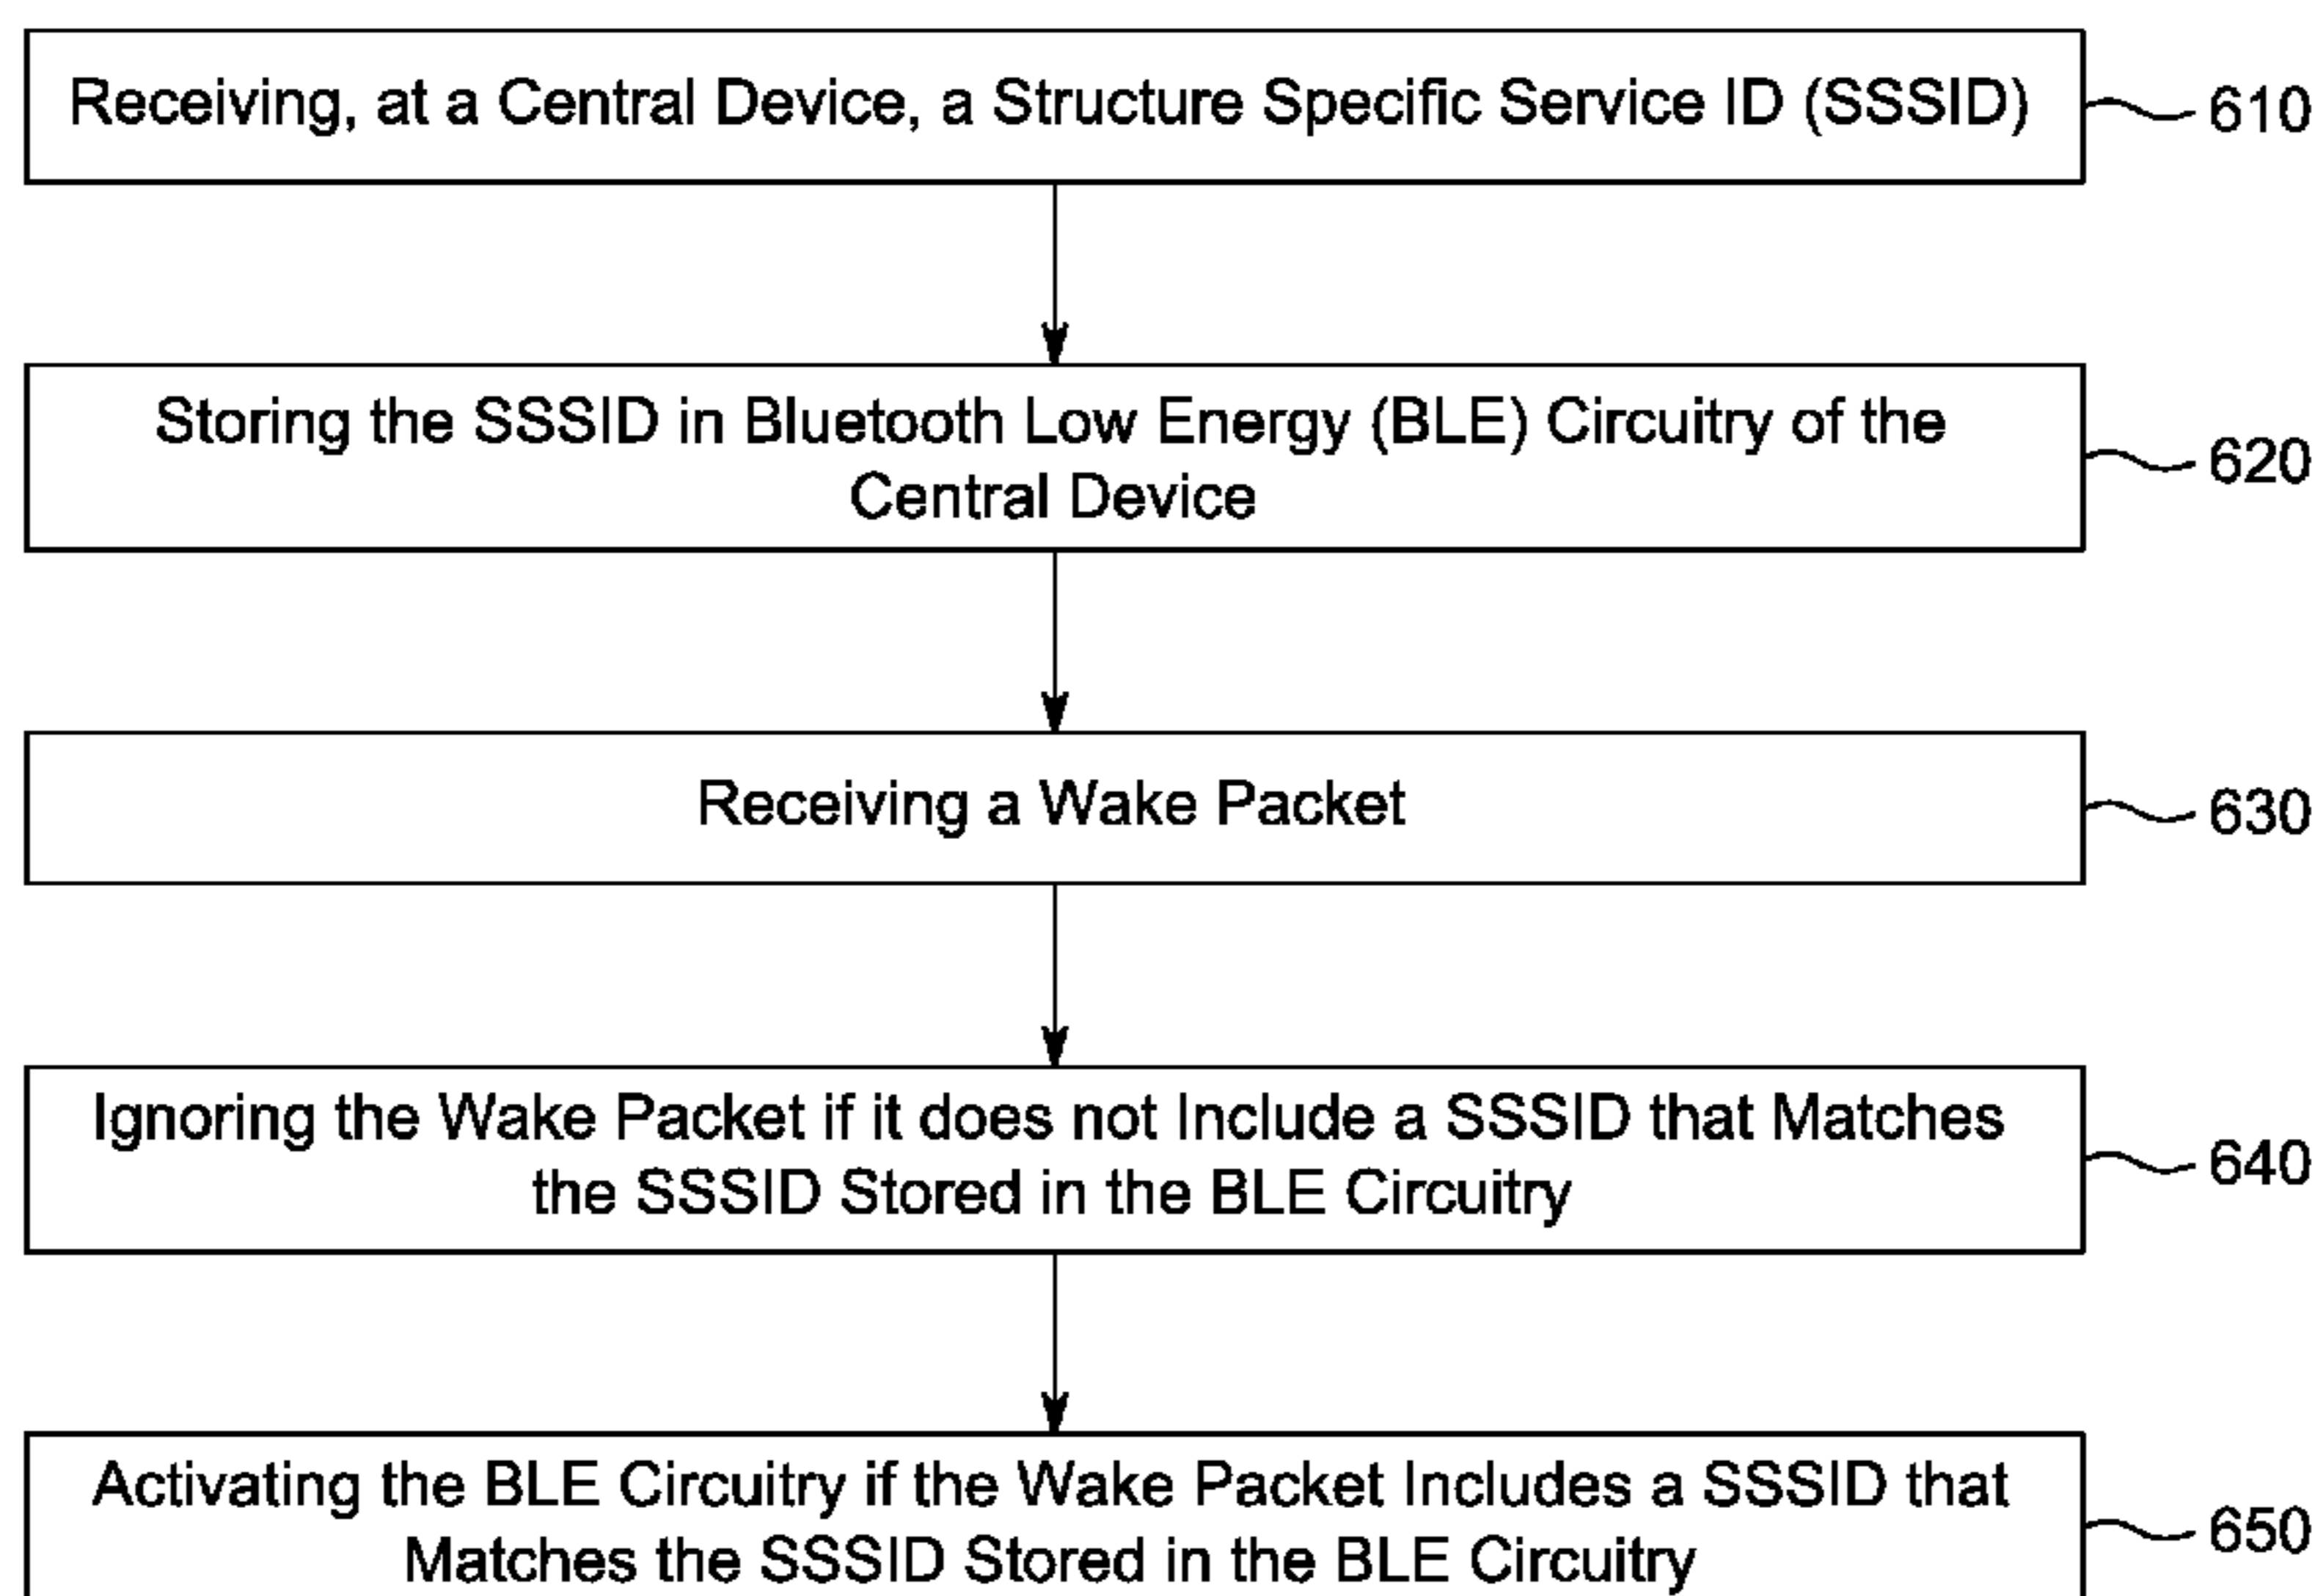 Receiving, at a Central Device, a Structure Specific Service ID (SSSID)
610
Storing the SSSID in Bluetooth Low Energy (BLE) Circuitry of the
Central Device
620
Receiving a Wake Packet
630
Ignoring the Wake Packet if it does not Include a SSSID that Matches
the SSSID Stored in the BLE Circuitry
640
Activating the BLE Circuitry if the Wake Packet Includes a SSSID that
Matches the SSSID Stored in the BLE Circuitry
650